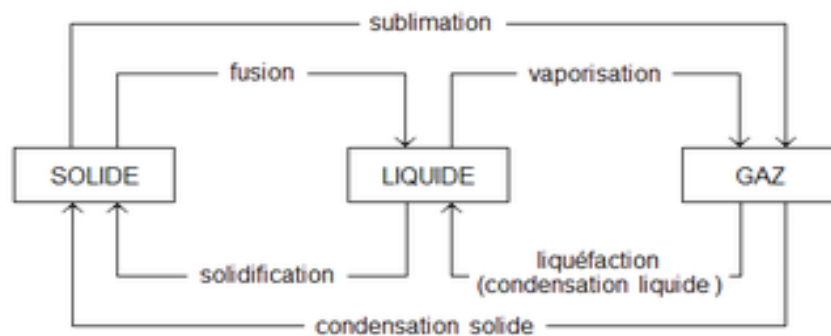 sublimation
fusion
vaporisation
SOLIDE
LIQUIDE
GAZ
solidification
liquéfaction
(condensation liquide )
condensation solide